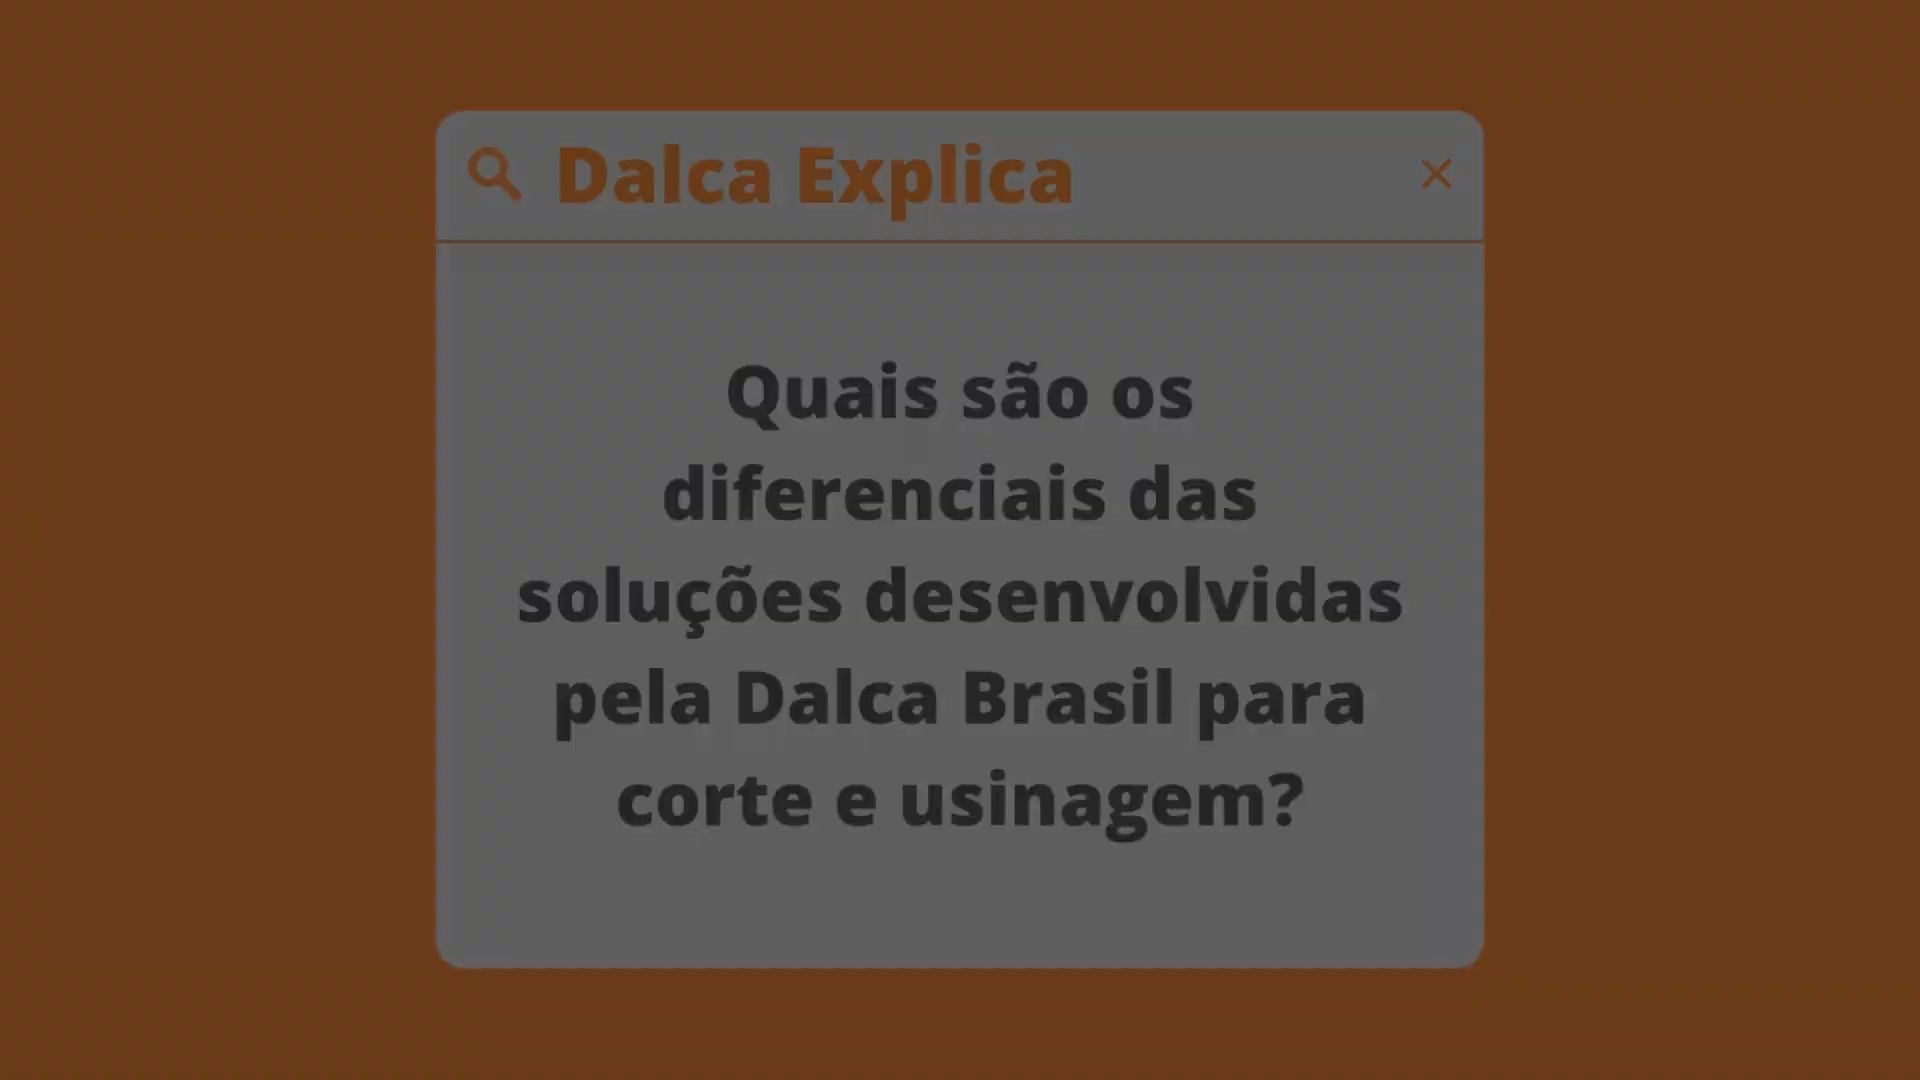 Dalca Explica
Quais são os
diferenciais das
soluções desenvolvidas
pela Dalca Brasil para
corte e usinagem?